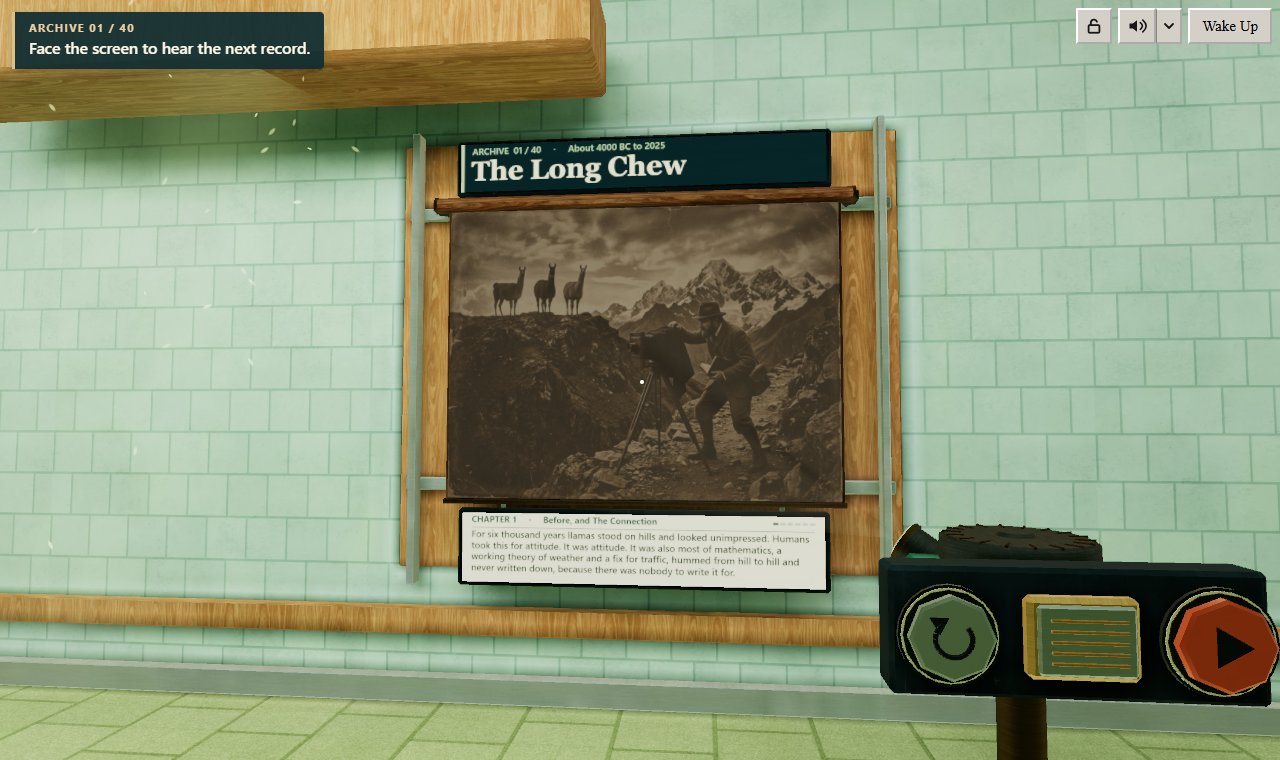 ARCHIVE 01 / 40
Face the screen to hear the next record.
Wake Up
ARCHIVE 01 / 40 · About 4000 BC to 2025
The Long Chew
CHAPTER 1 · Before, and The Connection
For six thousand years llamas stood on hills and looked unimpressed. Humans
took this for attitude. It was attitude. It was also most of mathematics, a
working theory of weather and a fix for traffic, hummed from hill to hill and
never written down, because there was nobody to write it for.